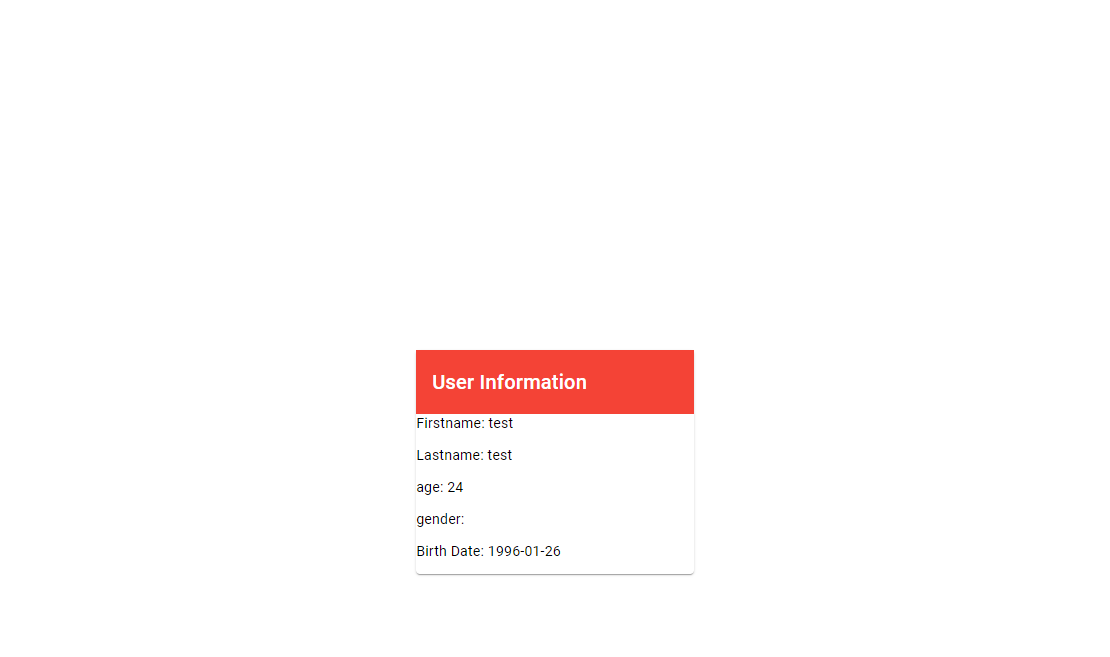 User Information
Firstname: test
Lastname: test
age: 24
gender:
Birth Date: 1996-01-26